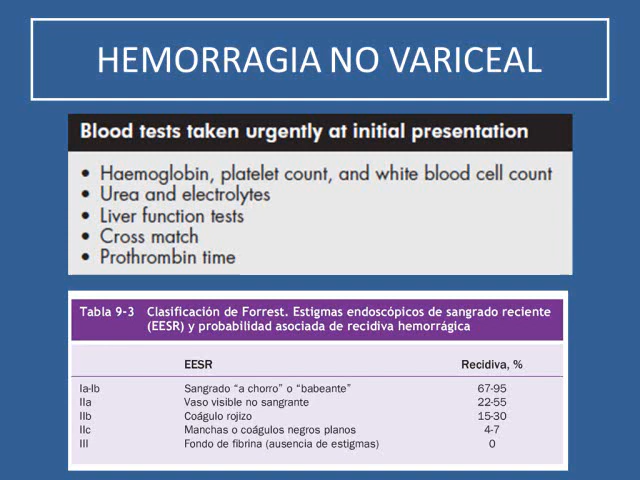 HEMORRAGIA NO VARICEAL
Blood tests taken urgently at initial presentation
• Haemoglobin, platelet count, and white blood cell count
• Urea and electrolytes
• Liver function tests
• Cross match
• Prothrombin time
Tabla 9-3 Clasificación de Forrest. Estigmas endoscópicos de sangrado reciente
(EESR) y probabilidad asociada de recidiva hemorrágica
EESR Recidiva, %
Ia-Ib Sangrado “a chorro” o “babeante” 67-95
IIa Vaso visible no sangrante 22-55
IIb Coágulo rojizo 15-30
IIc Manchas o coágulos negros planos 4-7
III Fondo de fibrina (ausencia de estigmas) 0